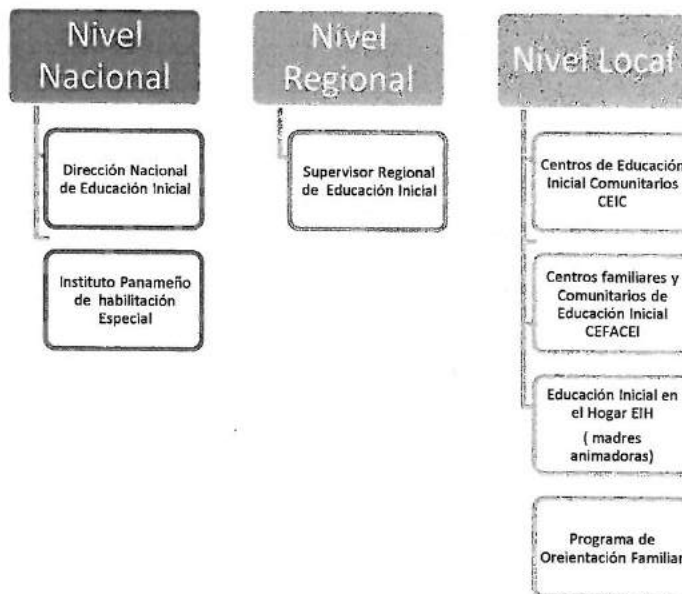 Nivel
Nacional
Dirección Nacional
de Educación Inicial
Instituto Panameño
de habilitación
Especial
Nivel
Regional
Supervisor Regional
de Educación Inicial
Nivel Local
Centros de Educación
Inicial Comunitarios
CEIC
Centros familiares y
Comunitarios de
Educación Inicial
CEFACEI
Educación Inicial en
el Hogar EIH
( madres
animadoras)
Programa de
Oreientación Familiar